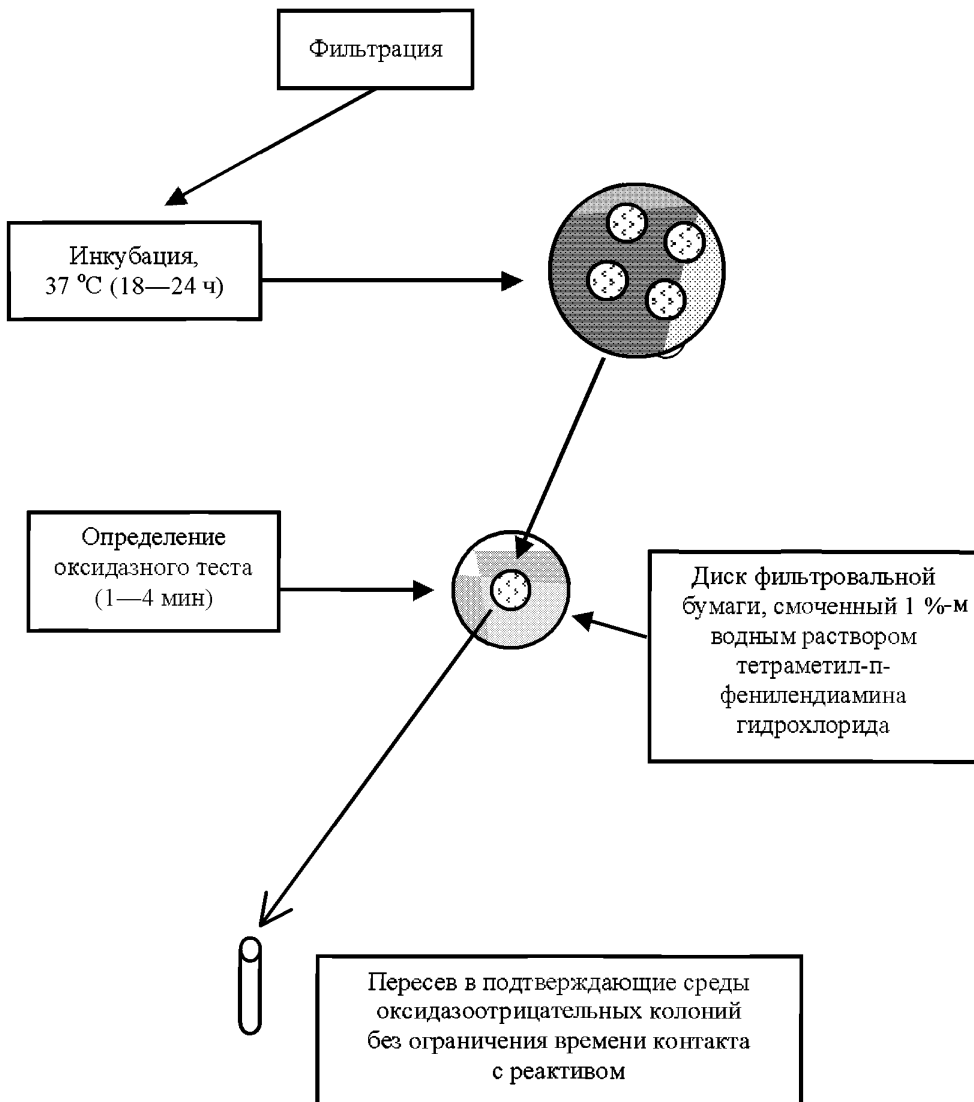 Фильтрация
Инкубация,
37 °С (18—24 ч)
Определение
оксидазного теста
(1—4 мин)
Диск фильтровальной
бумаги, смоченный 1 %-м
водным раствором
тетраметил-п-
фенилендиамина
гидрохлорида
Пересев в подтверждающие среды
оксидазоотрицательных колоний
без ограничения времени контакта
с реактивом